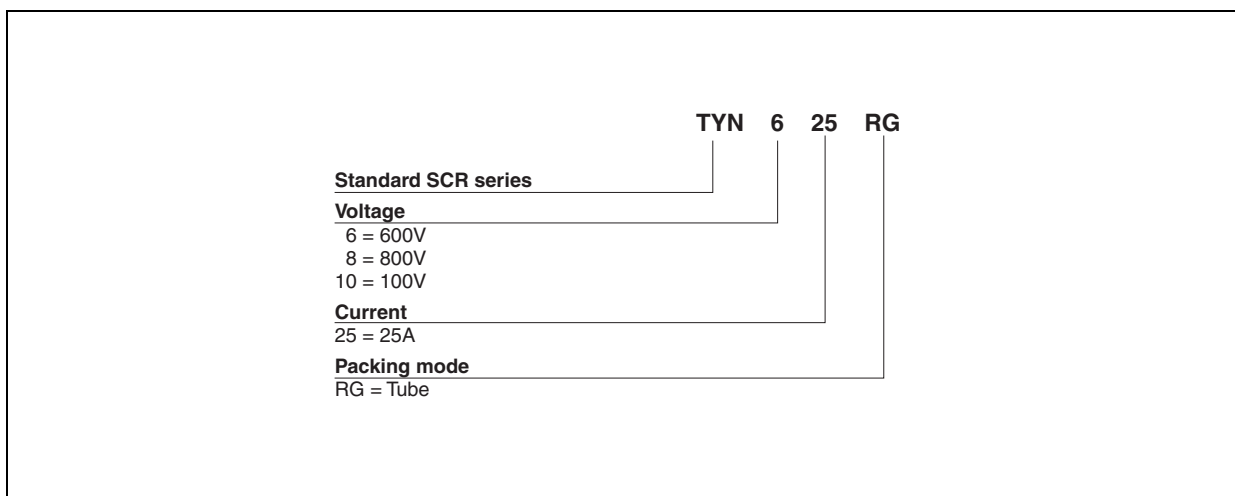 TYN 6 25 RG
Standard SCR series
Voltage
6 = 600V
8 = 800V
10 = 100V
Current
25 = 25A
Packing mode
RG = Tube